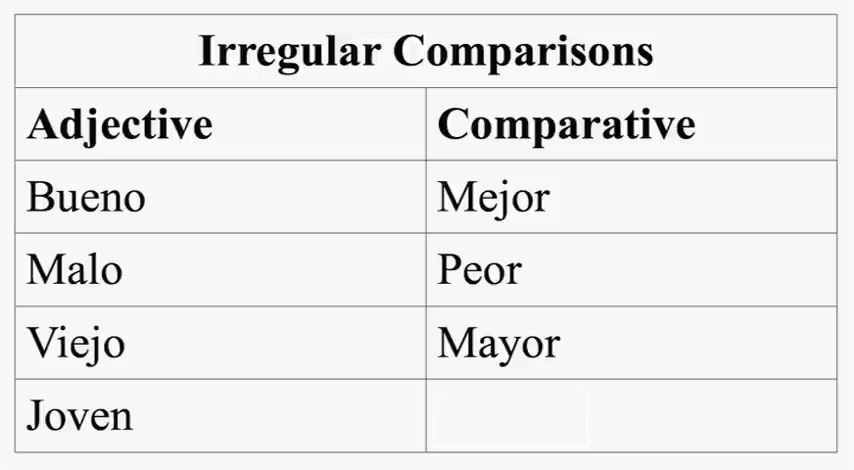 Irregular Comparisons
Adjective Comparative
Bueno Mejor
Malo Peor
Viejo Mayor
Joven